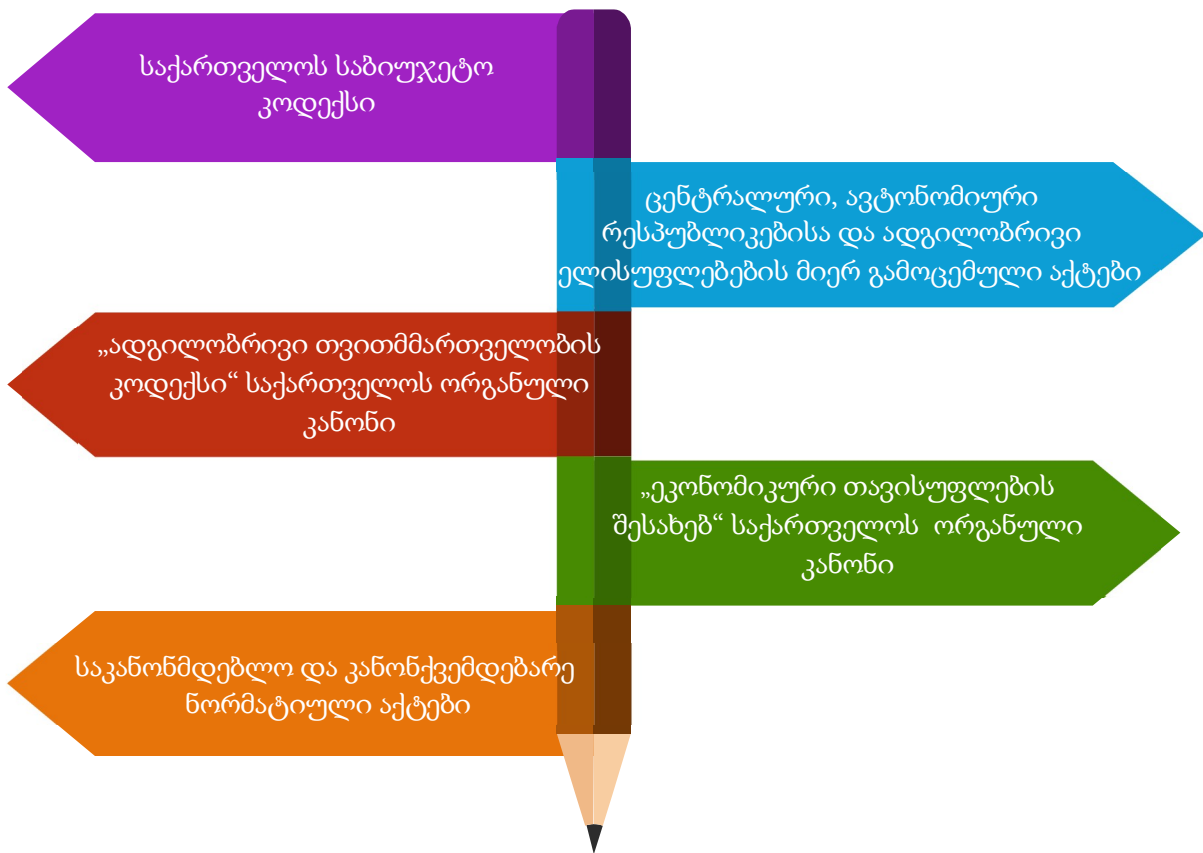 საქართველოს საბიუჯეტო
კოდექსი
ცენტრალური, ავტონომიური
რესპუბლიკებისა და ადგილობრივი
ელისუფლებების მიერ გამოცემული აქტები
„ადგილობრივი თვითმმართველობის
კოდექსი“ საქართველოს ორგანული
კანონი
„ეკონომიკური თავისუფლების
შესახებ“ საქართველოს ორგანული
კანონი
საკანონმდებლო და კანონქვემდებარე
ნორმატიული აქტები